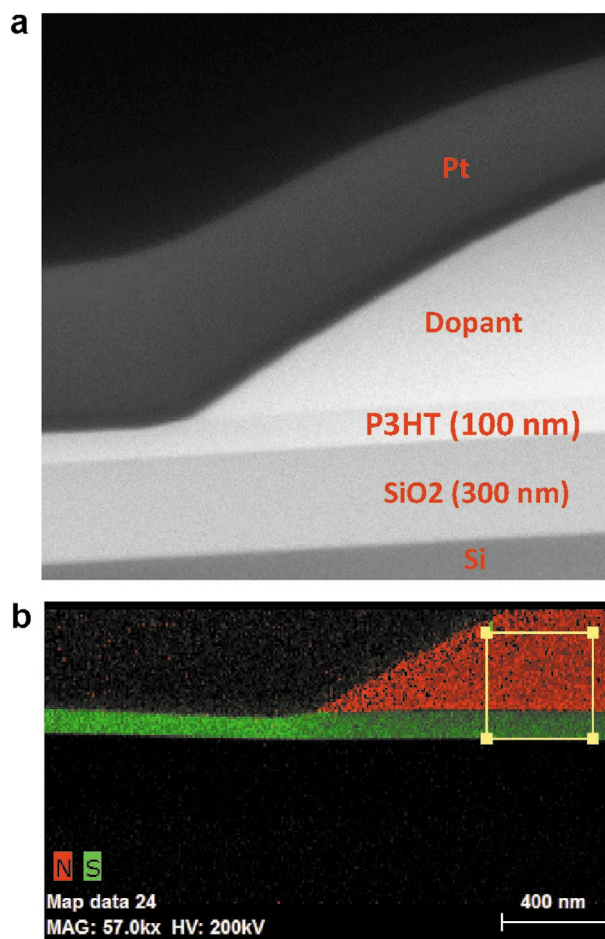 a
Pt
Dopant
P3HT (100 nm)
SiO2 (300 nm)
Si
b
N S
Map data 24
400 nm
MAG: 57.0kx HV: 200kV